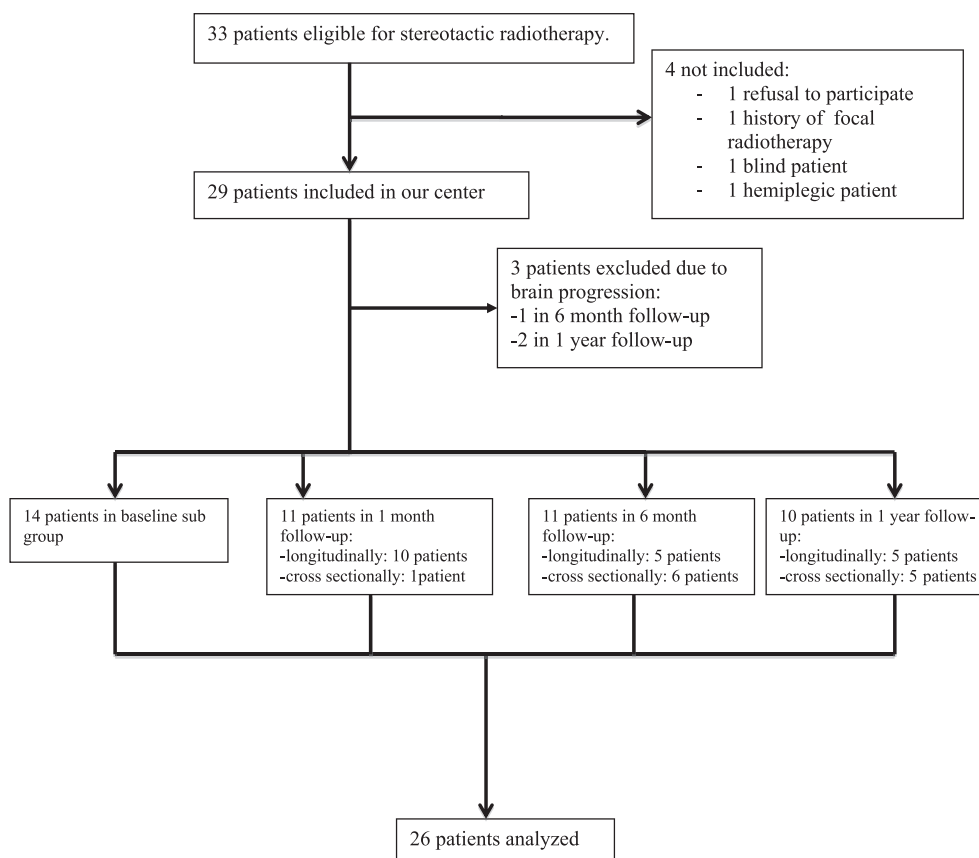 33 patients eligible for stereotactic radiotherapy.
4 not included:
- 1 refusal to participate
- 1 history of focal
radiotherapy
- 1 blind patient
- 1 hemiplegic patient
29 patients included in our center
3 patients excluded due to
brain progression:
-1 in 6 month follow-up
-2 in 1 year follow-up
14 patients in baseline sub
group
11 patients in 1 month
follow-up:
-longitudinally: 10 patients
-cross sectionally: 1patient
11 patients in 6 month
follow-up:
-longitudinally: 5 patients
-cross sectionally: 6 patients
10 patients in 1 year follow-
up:
-longitudinally: 5 patients
-cross sectionally: 5 patients
26 patients analyzed